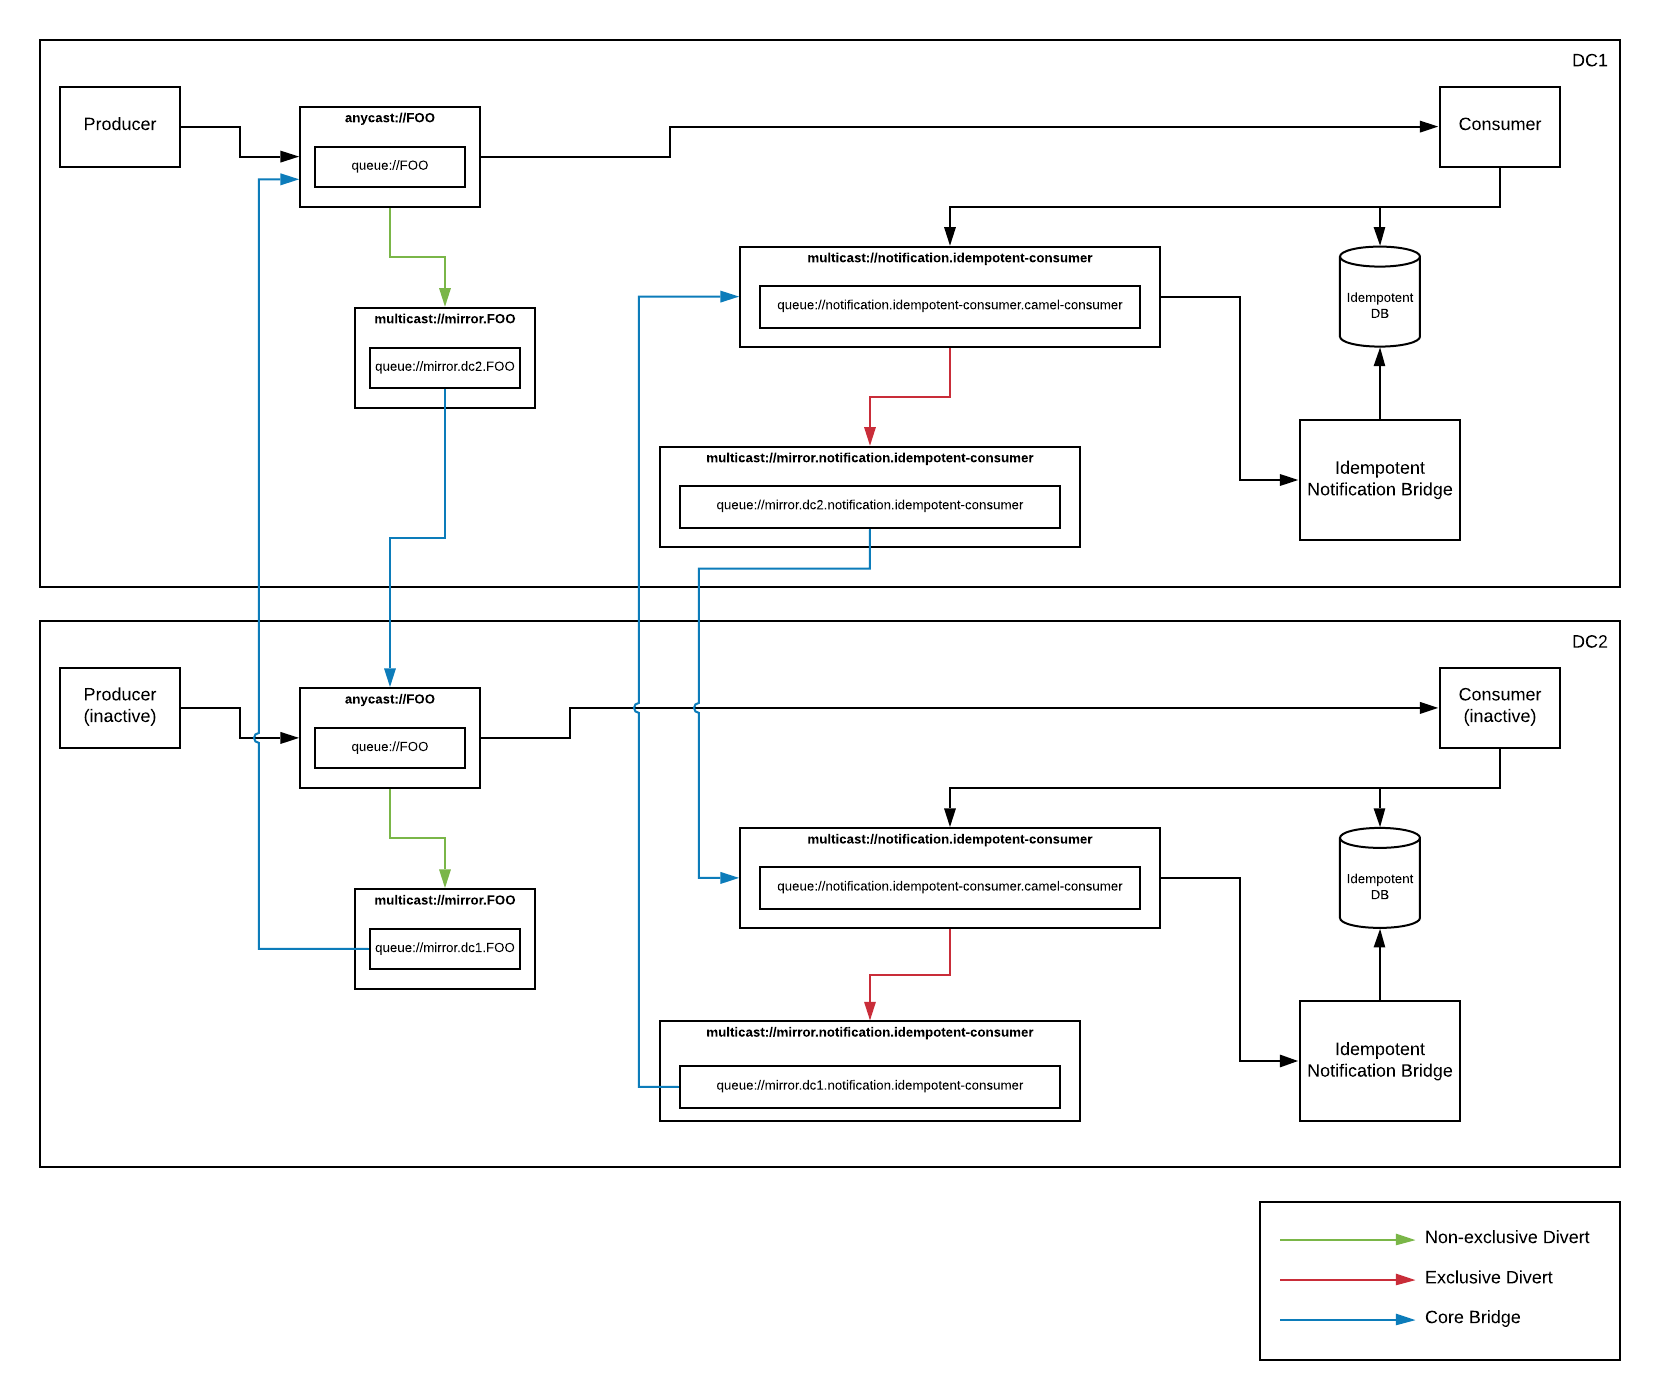 DC1
Producer
anycast://FOO
queue://FOO
Consumer
multicast://notification.idempotent-consumer
queue://notification.idempotent-consumer.camel-consumer
Idempotent
DB
multicast://mirror.FOO
queue://mirror.dc2.FOO
multicast://mirror.notification.idempotent-consumer
queue://mirror.dc2.notification.idempotent-consumer
Idempotent
Notification Bridge
DC2
Producer
(inactive)
anycast://FOO
queue://FOO
Consumer
(inactive)
multicast://notification.idempotent-consumer
queue://notification.idempotent-consumer.camel-consumer
Idempotent
DB
multicast://mirror.FOO
queue://mirror.dc1.FOO
multicast://mirror.notification.idempotent-consumer
queue://mirror.dc1.notification.idempotent-consumer
Idempotent
Notification Bridge
Non-exclusive Divert
Exclusive Divert
Core Bridge